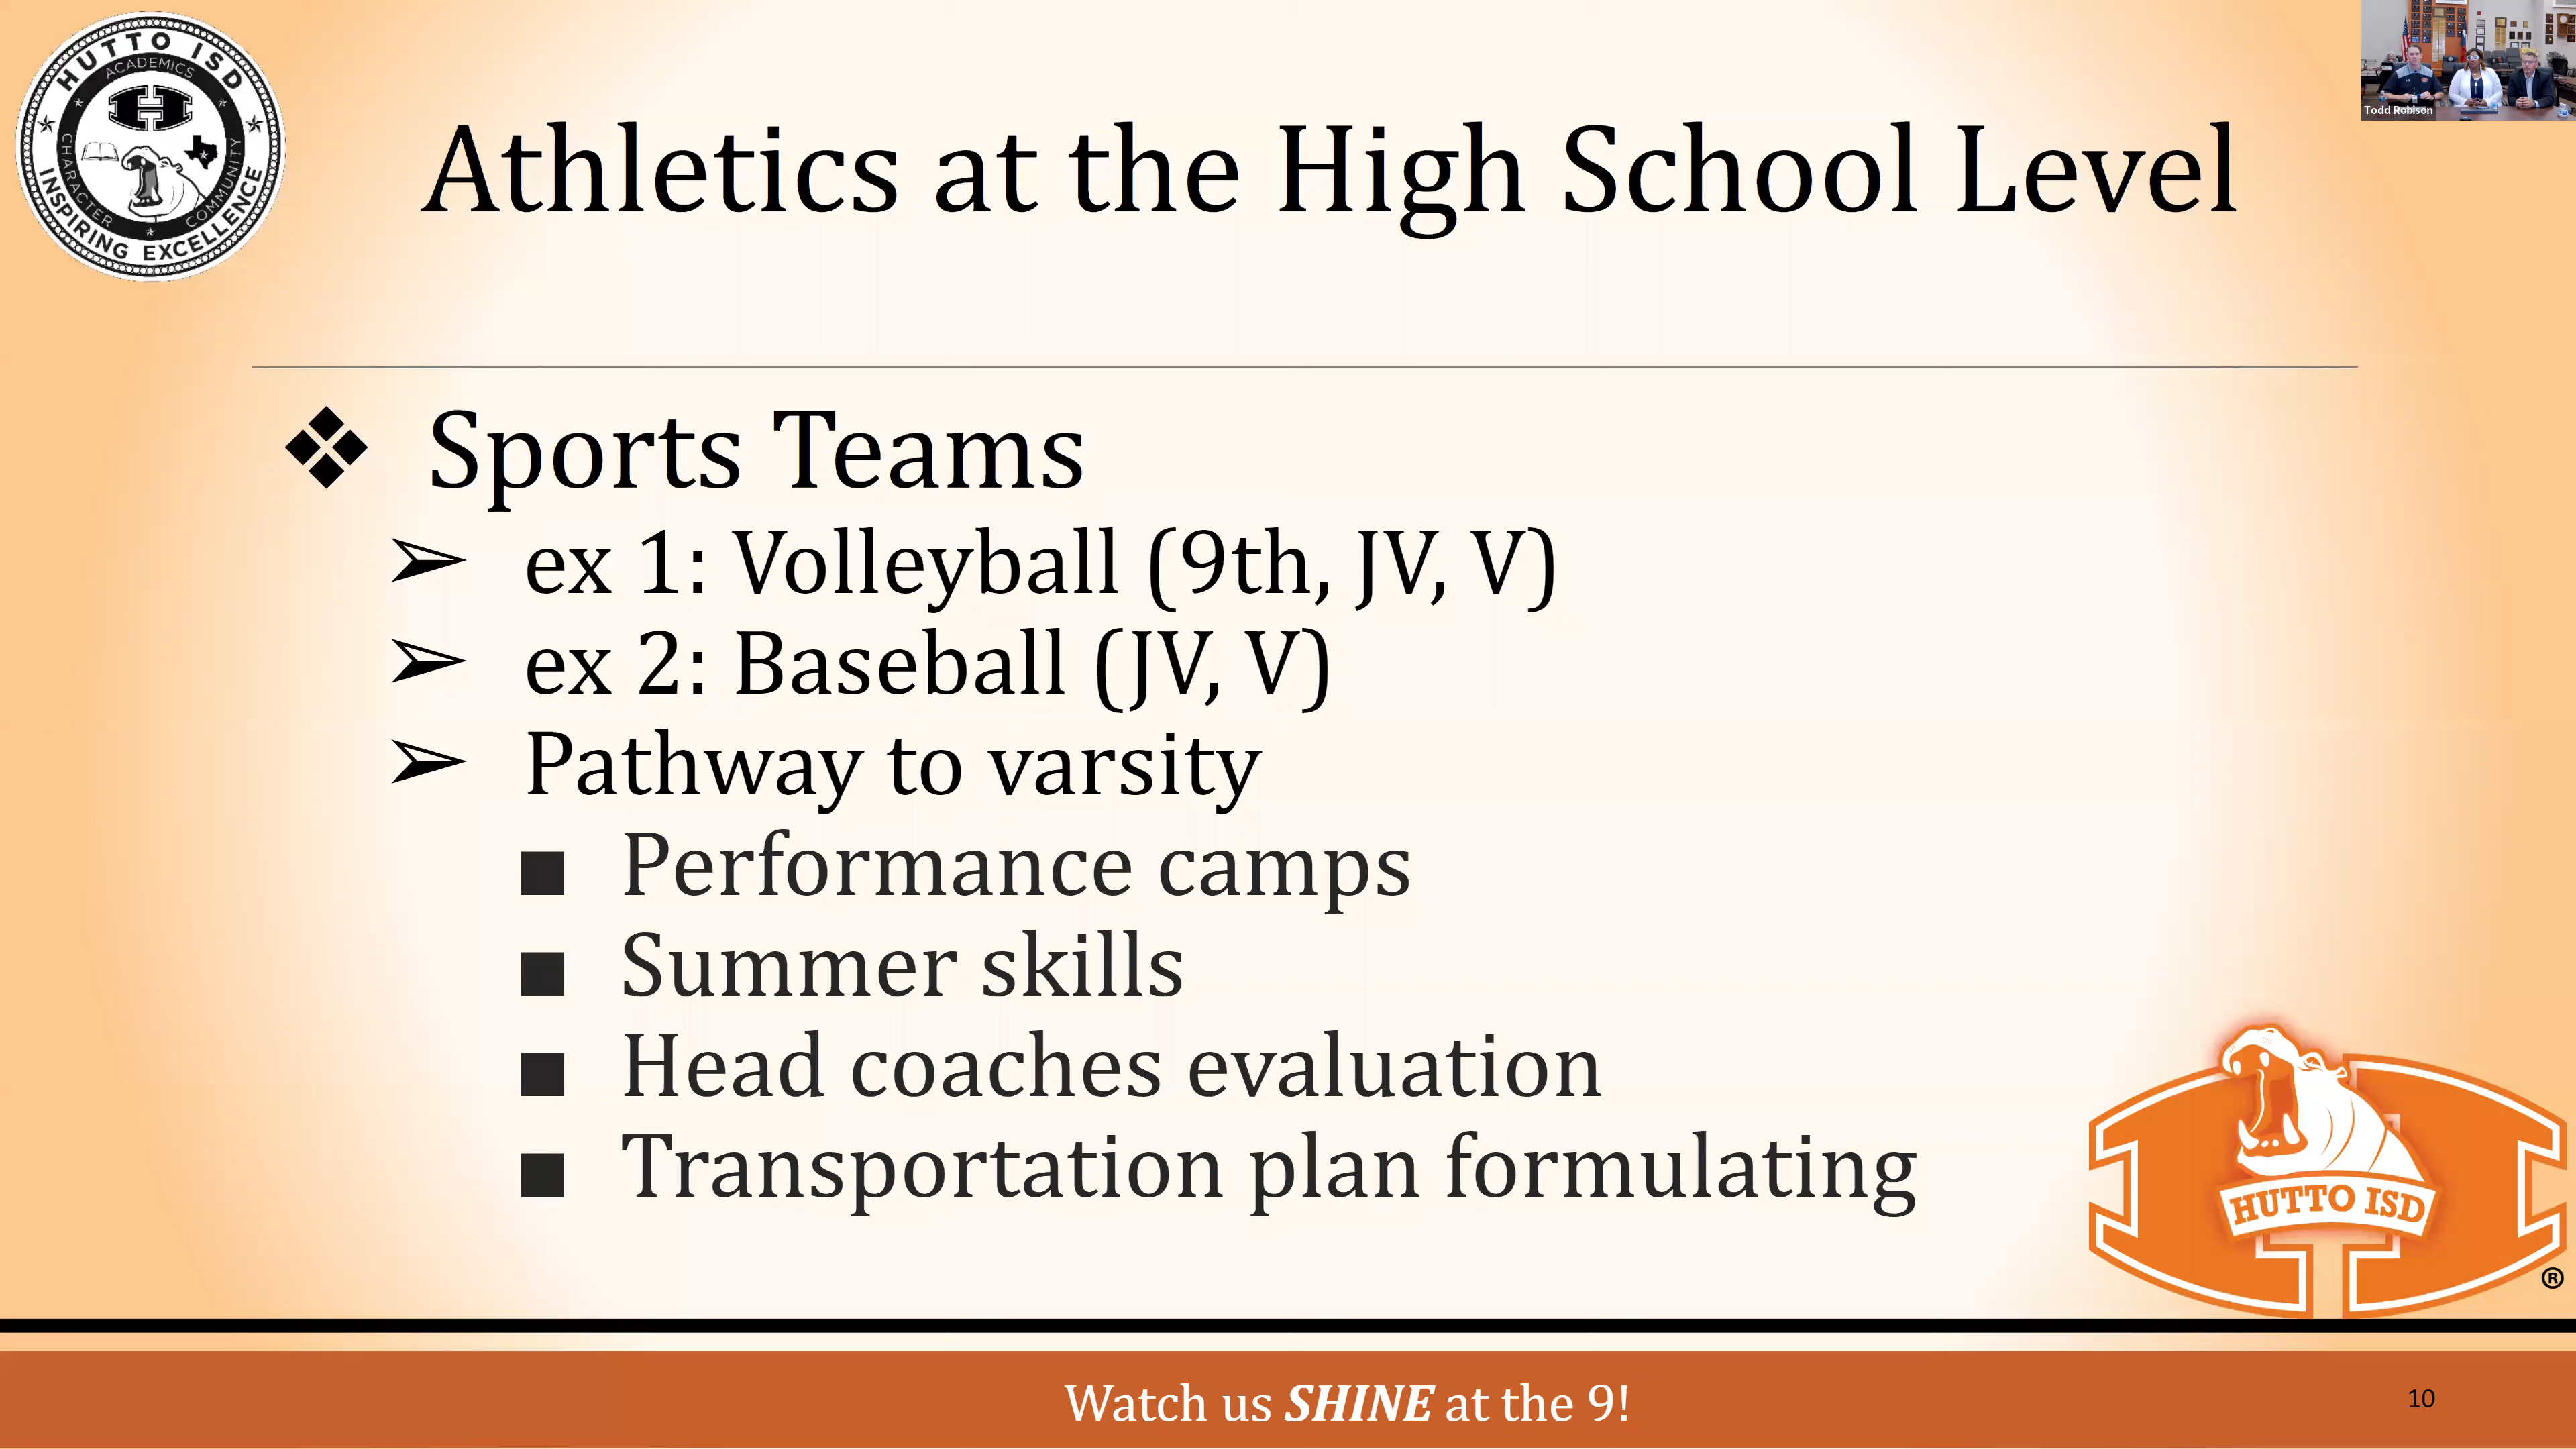 HUTTO ISD
ACADEMICS
CHARACTER
COMMUNITY
INSPIRING EXCELLENCE
Todd Robison
Athletics at the High School Level
❖ Sports Teams
➢ ex 1: Volleyball (9th, JV, V)
➢ ex 2: Baseball (JV, V)
➢ Pathway to varsity
■ Performance camps
■ Summer skills
■ Head coaches evaluation
■ Transportation plan formulating
HUTTO ISD
®
Watch us SHINE at the 9!
10